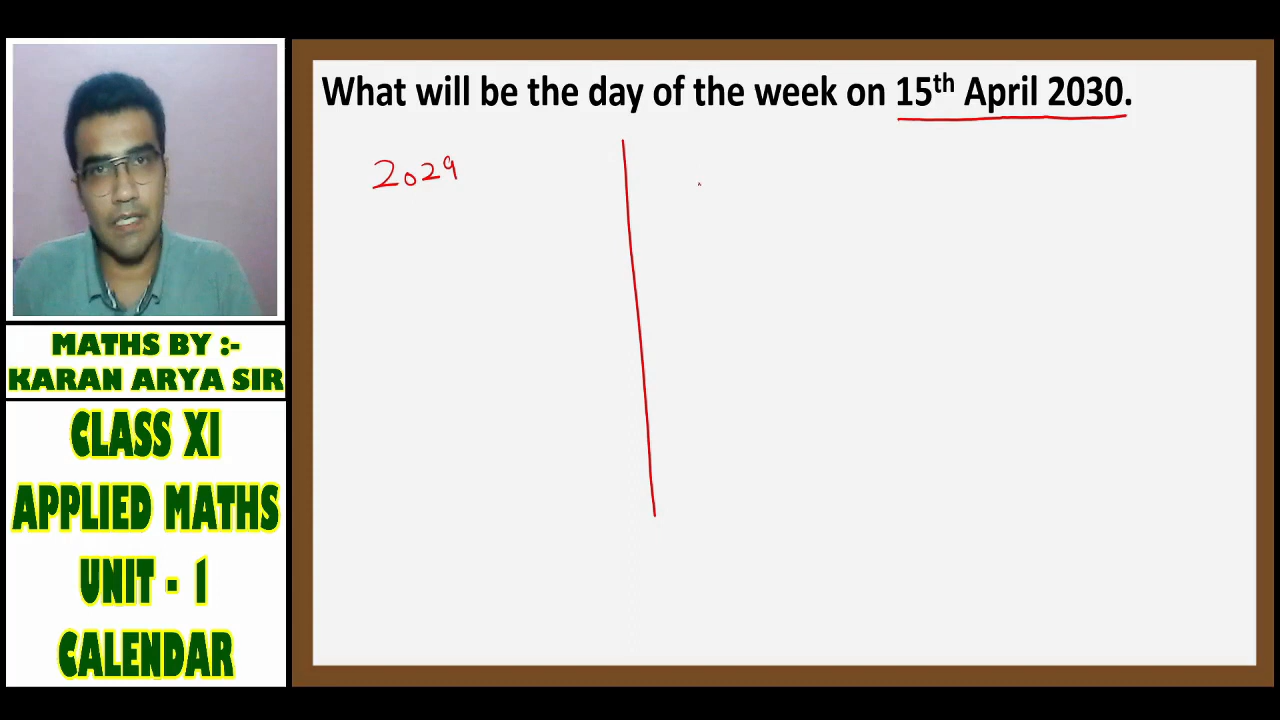 What will be the day of the week on 15th April 2030.
2029
MATHS BY :-
KARAN ARYA SIR
CLASS XI
APPLIED MATHS
UNIT - 1
CALENDAR